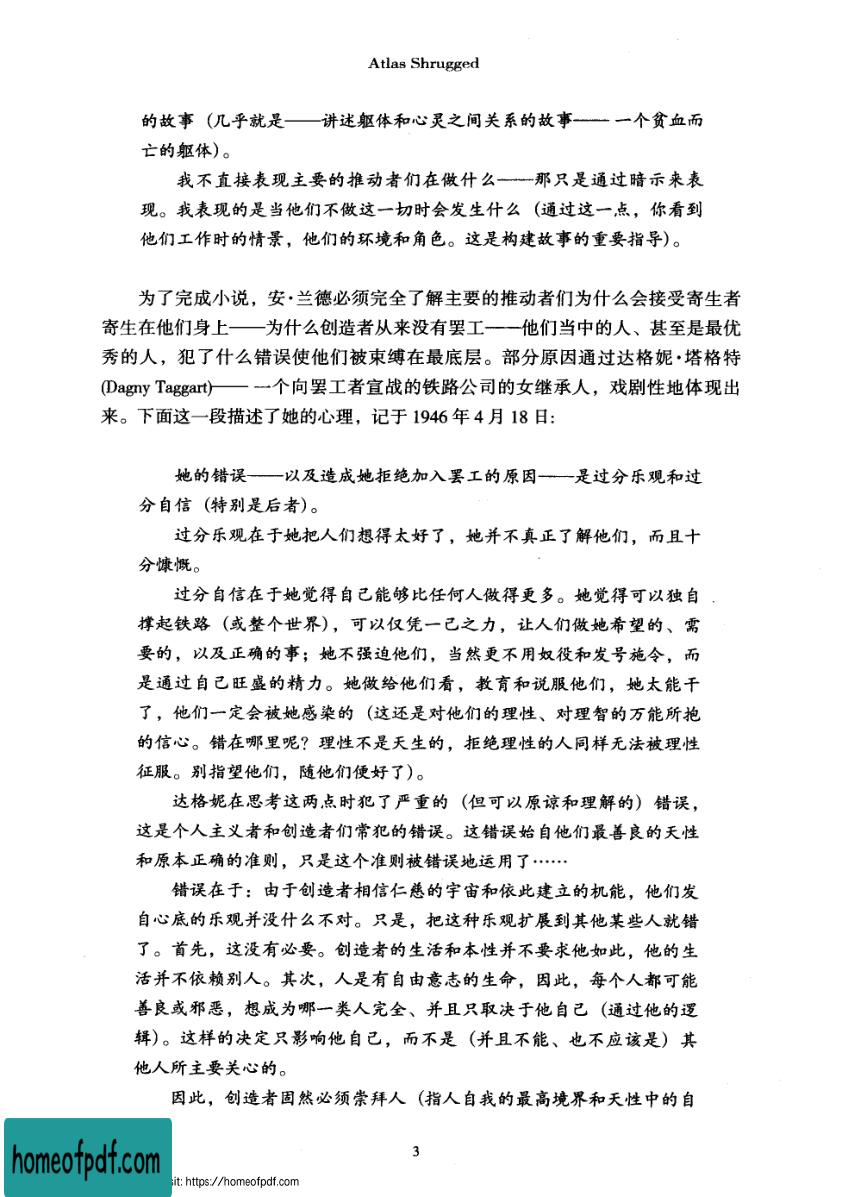 Atlas Shrugged
的故事（几乎就是——讲述躯体和心灵之间关系的故事——一个贫血而
亡的躯体）。
我不直接表现主要的推动者们在做什么——那只是通过暗示来表
现。我表现的是当他们不做这一切时会发生什么（通过这一点，你看到
他们工作时的情景，他们的环境和角色。这是构建故事的重要指导）。
为了完成小说，安·兰德必须完全了解主要的推动者们为什么会接受寄生者
寄生在他们身上——为什么创造者从来没有罢工——他们当中的人、甚至是最优
秀的人，犯了什么错误使他们被束缚在最底层。部分原因通过达格妮·塔格特
(Dagny Taggart)——一个向罢工者宣战的铁路公司的女继承人，戏剧性地体现出
来。下面这一段描述了她的心理，记于 1946 年 4 月 18 日：
她的错误——以及造成她拒绝加入罢工的原因——是过分乐观和过
分自信（特别是后者）。
过分乐观在于她把人们想得太好了，她并不真正了解他们，而且十
分慷慨。
过分自信在于她觉得自己能够比任何人做得更多。她觉得可以独自
撑起铁路（或整个世界），可以仅凭一己之力，让人们做她希望的、需
要的，以及正确的事；她不强迫他们，当然更不用奴役和发号施令，而
是通过自己旺盛的精力。她做给他们看，教育和说服他们，她太能干
了，他们一定会被她感染的（这还是对他们的理性、对理智的万能所抱
的信心。错在哪里呢？理性不是天生的，拒绝理性的人同样无法被理性
征服。别指望他们，随他们便好了）。
达格妮在思考这两点时犯了严重的（但可以原谅和理解的）错误，
这是个人主义者和创造者们常犯的错误。这错误始自他们最善良的天性
和原本正确的准则，只是这个准则被错误地运用了……
错误在于：由于创造者相信仁慈的宇宙和依此建立的机能，他们发
自心底的乐观并没什么不对。只是，把这种乐观扩展到其他某些人就错
了。首先，这没有必要。创造者的生活和本性并不要求他如此，他的生
活并不依赖别人。其次，人是有自由意志的生命，因此，每个人都可能
善良或邪恶，想成为哪一类人完全、并且只取决于他自己（通过他的逻
辑）。这样的决定只影响他自己，而不是（并且不能、也不应该是）其
他人所主要关心的。
因此，创造者固然必须崇拜人（指人自我的最高境界和天性中的自
3
homeofpdf.com
sit: https://homeofpdf.com